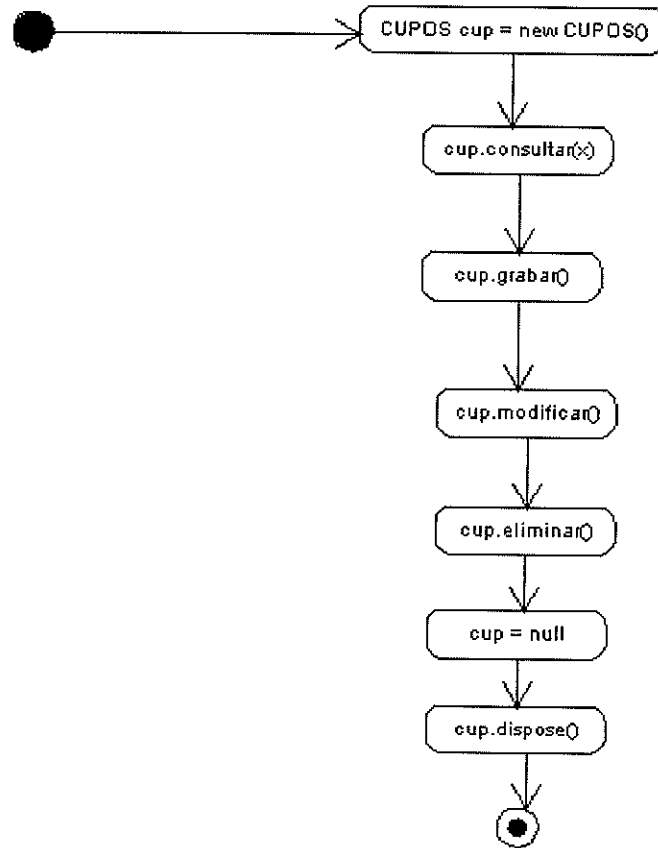 CUPOS cup = new CUPOS()
cup.consultar(x)
cup.grabar()
cup.modificar()
cup.eliminar()
cup = null
cup.dispose()